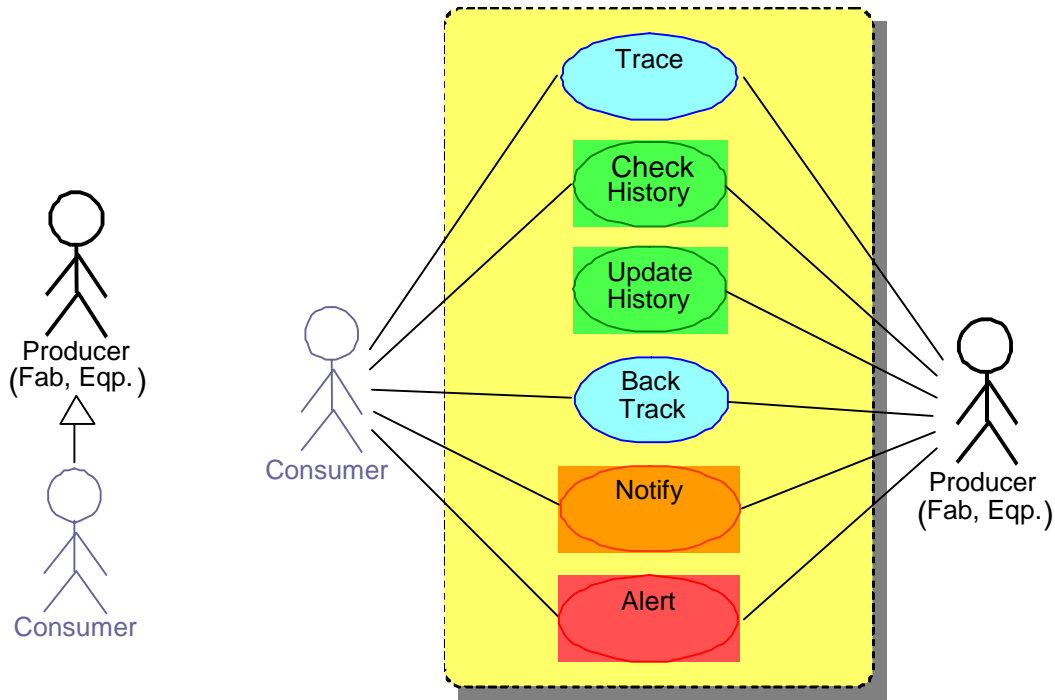 Trace
Check
History
Update
History
Back
Track
Notify
Alert
Producer
(Fab, Eqp.)
Consumer
Consumer
Producer
(Fab, Eqp.)